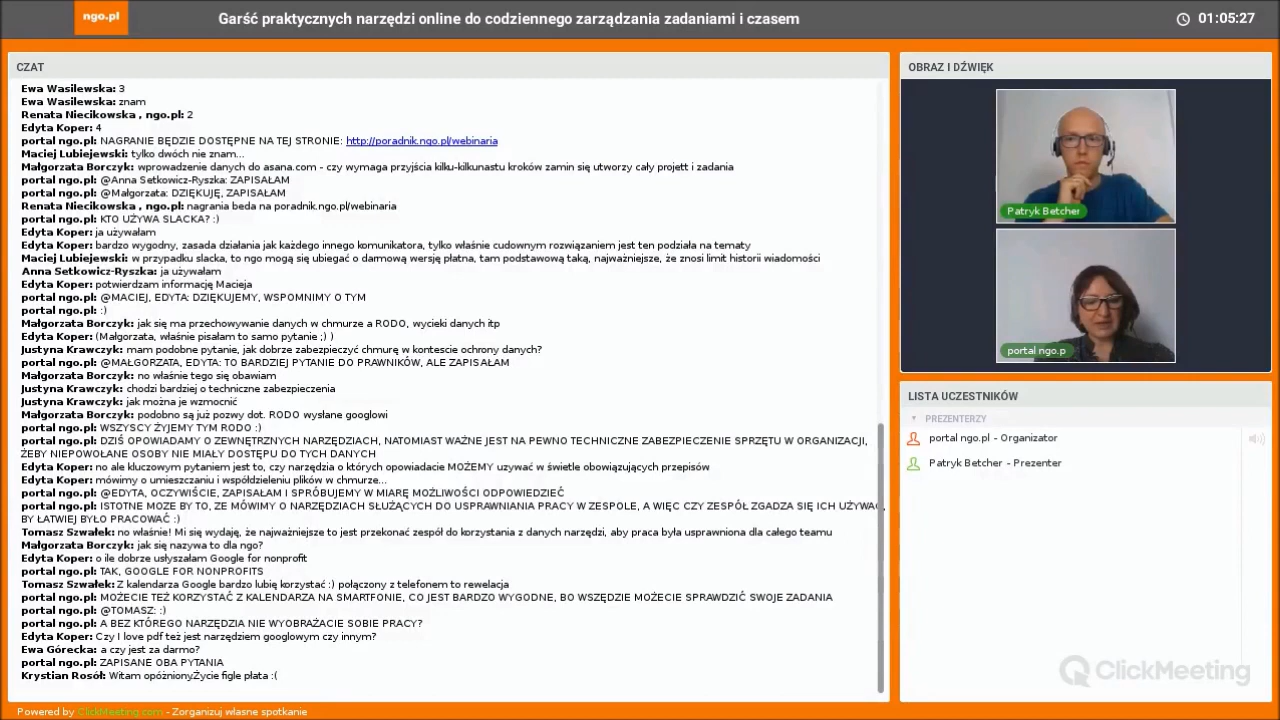 ngo.pl
Garść praktycznych narzędzi online do codziennego zarządzania zadaniami i czasem
01:05:27
CZAT
Ewa Wasilewska: 3
Ewa Wasilewska: znam
Renata Niecikowska , ngo.pl: 2
Edyta Koper: 4
portal ngo.pl: NAGRANIE BĘDZIE DOSTĘPNE NA TEJ STRONIE: http://poradnik.ngo.pl/webinaria
Maciej Lubiejewski: tylko dwóch nie znam...
Małgorzata Borczyk: wprowadzenie danych do asana.com - czy wymaga przyjścia kilku-kilkunastu kroków zamin się utworzy cały projett i zadania
portal ngo.pl: @Anna Setkowicz-Ryszka: ZAPISAŁAM
portal ngo.pl: @Małgorzata: DZIĘKUJĘ, ZAPISAŁAM
Renata Niecikowska , ngo.pl: nagrania beda na poradnik.ngo.pl/webinaria
portal ngo.pl: KTO UŻYWA SLACKA? :)
Edyta Koper: ja używałam
Edyta Koper: bardzo wygodny, zasada działania jak każdego innego komunikatora, tylko właśnie cudownym rozwiązaniem jest ten podziała na tematy
Maciej Lubiejewski: w przypadku slacka, to ngo mogą się ubiegać o darmową wersję płatna, tam podstawową taką, najważniejsze, że znosi limit historii wiadomości
Anna Setkowicz-Ryszka: ja używałam
Edyta Koper: potwierdzam informację Macieja
portal ngo.pl: @MACIEJ, EDYTA: DZIĘKUJEMY, WSPOMNIMY O TYM
portal ngo.pl: :)
Małgorzata Borczyk: jak się ma przechowywanie danych w chmurze a RODO, wycieki danych itp
Edyta Koper: (Małgorzata, właśnie pisałam to samo pytanie ;) )
Justyna Krawczyk: mam podobne pytanie, jak dobrze zabezpieczyć chmurę w kontescie ochrony danych?
portal ngo.pl: @MAŁGORZATA, EDYTA: TO BARDZIEJ PYTANIE DO PRAWNIKÓW, ALE ZAPISAŁAM
Małgorzata Borczyk: no właśnie tego się obawiam
Justyna Krawczyk: chodzi bardziej o techniczne zabezpieczenia
Justyna Krawczyk: jak można je wzmocnić
Małgorzata Borczyk: podobno są już pozwy dot. RODO wysłane googlowi
portal ngo.pl: WSZYSCY ŻYJEMY TYM RODO :)
portal ngo.pl: DZIŚ OPOWIADAMY O ZEWNĘTRZNYCH NARZĘDZIACH, NATOMIAST WAŻNE JEST NA PEWNO TECHNICZNE ZABEZPIECZENIE SPRZĘTU W ORGANIZACJI,
ŻEBY NIEPOWOŁANE OSOBY NIE MIAŁY DOSTĘPU DO TYCH DANYCH
Edyta Koper: no ale kluczowym pytaniem jest to, czy narzędzia o których opowiadacie MOŻEMY uzywać w świetle obowiązujących przepisów
Edyta Koper: mówimy o umieszczaniu i współdzieleniu plików w chmurze...
portal ngo.pl: @EDYTA, OCZYWIŚCIE, ZAPISAŁAM I SPRÓBUJEMY W MIARĘ MOŻLIWOŚCI ODPOWIEDZIEĆ
portal ngo.pl: ISTOTNE MOZE BY TO, ZE MÓWIMY O NARZĘDZIACH SŁUŻĄCYCH DO USPRAWNIANIA PRACY W ZESPOLE, A WIĘC CZY ZESPÓŁ ZGADZA SIĘ ICH UŻYWAĆ,
BY ŁATWIEJ BYŁO PRACOWAĆ :)
Tomasz Szwałek: no właśnie! Mi się wydaję, że najważniejsze to jest przekonać zespół do korzystania z danych narzędzi, aby praca była usprawniona dla całego teamu
Małgorzata Borczyk: jak się nazywa to dla ngo?
Edyta Koper: o ile dobrze usłyszałam Google for nonprofit
portal ngo.pl: TAK, GOOGLE FOR NONPROFITS
Tomasz Szwałek: Z kalendarza Google bardzo lubię korzystać :) połączony z telefonem to rewelacja
portal ngo.pl: MOŻECIE TEŻ KORZYSTAĆ Z KALENDARZA NA SMARTFONIE, CO JEST BARDZO WYGODNE, BO WSZĘDZIE MOŻECIE SPRAWDZIĆ SWOJE ZADANIA
portal ngo.pl: @TOMASZ: :)
portal ngo.pl: A BEZ KTÓREGO NARZĘDZIA NIE WYOBRAŻACIE SOBIE PRACY?
Edyta Koper: Czy I love pdf też jest narzędziem googlowym czy innym?
Ewa Górecka: a czy jest za darmo?
portal ngo.pl: ZAPISANE OBA PYTANIA
Krystian Rosół: Witam opóźniony.Życie figle płata :(
Powered by ClickMeeting.com - Zorganizuj własne spotkanie
OBRAZ I DŹWIĘK
Patryk Betcher
portal ngo.p
LISTA UCZESTNIKÓW
PREZENTERZY
portal ngo.pl - Organizator
Patryk Betcher - Prezenter
ClickMeeting